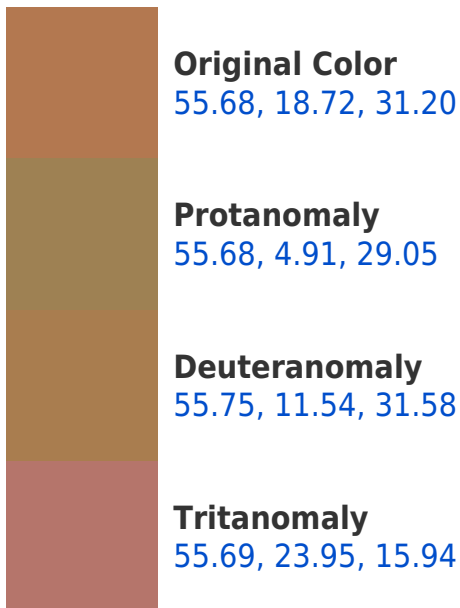 Original Color
55.68, 18.72, 31.20
Protanomaly
55.68, 4.91, 29.05
Deuteranomaly
55.75, 11.54, 31.58
Tritanomaly
55.69, 23.95, 15.94